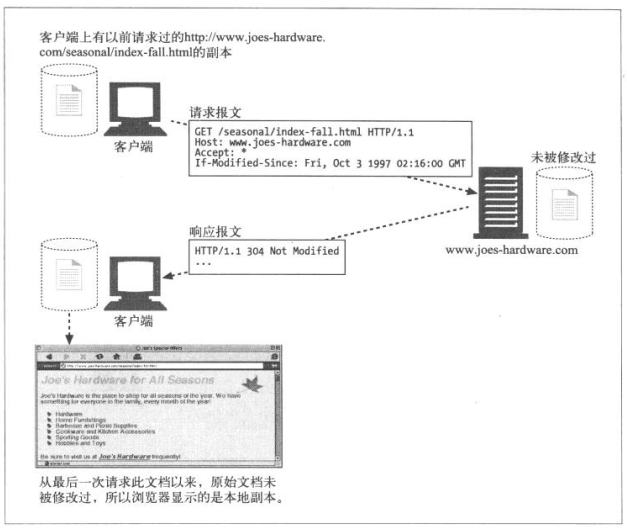 客户端上有以前请求过的http://www.joes-hardware.
com/seasonal/index-fall.html的副本
请求报文
GET /seasonal/index-fall.html HTTP/1.1
Host: www.joes-hardware.com
Accept: *
If-Modified-Since: Fri, Oct 3 1997 02:16:00 GMT
客户端
未被修改过
www.joes-hardware.com
响应报文
HTTP/1.1 304 Not Modified
...
客户端
Joe's Hardware for All Seasons
Joe's Hardware is the place to shop for all seasons of the year. We have
something for everyone in the family, every month of the year!
Hardware
Home Furnishings
Barbecue and Picnic Supplies
Cookware and Kitchen Accessories
Sporting Goods
Hobbies and Toys
Be sure to visit us at Joe's Hardware frequently!
从最后一次请求此文档以来，原始文档未
被修改过，所以浏览器显示的是本地副本。